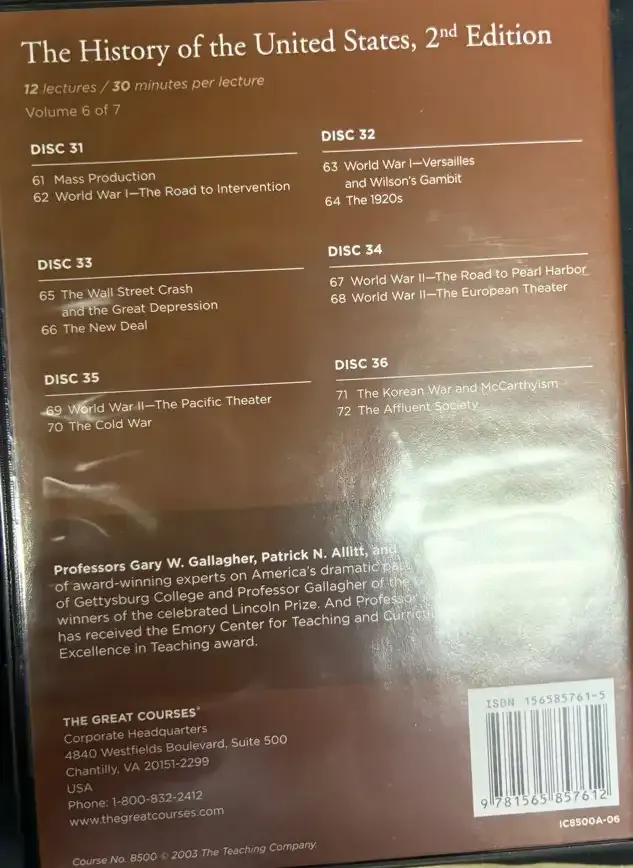 The History of the United States, 2nd Edition
12 lectures / 30 minutes per lecture
Volume 6 of 7
DISC 31
61 Mass Production
62 World War I—The Road to Intervention
DISC 32
63 World War I—Versailles
and Wilson's Gambit
64 The 1920s
DISC 33
65 The Wall Street Crash
and the Great Depression
66 The New Deal
DISC 34
67 World War II—The Road to Pearl Harbor
68 World War II—The European Theater
DISC 35
69 World War II—The Pacific Theater
70 The Cold War
DISC 36
71 The Korean War and McCarthyism
72 The Affluent Society
Professors Gary W. Gallagher, Patrick N. Allitt, and
of award-winning experts on America's dramatic
of Gettysburg College and Professor Gallagher of the
winners of the celebrated Lincoln Prize. And Professor
has received the Emory Center for Teaching and
Excellence in Teaching award.
THE GREAT COURSES®
Corporate Headquarters
4840 Westfields Boulevard, Suite 500
Chantilly, VA 20151-2299
USA
Phone: 1-800-832-2412
www.thegreatcourses.com
Course No. 8500 © 2003 The Teaching Company.
ISBN 156585761-5
9 781565 857612
IC8500A-06